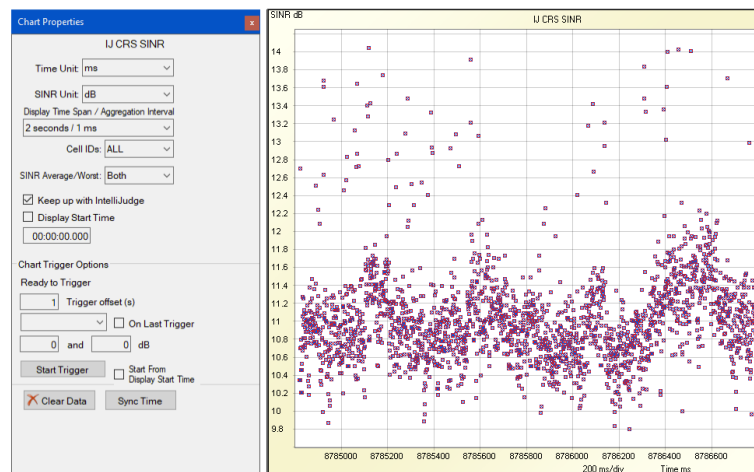 Chart Properties
x
IJ CRS SINR
Time Unit: ms
SINR Unit: dB
Display Time Span / Aggregation Interval
2 seconds / 1 ms
Cell IDs: ALL
SINR Average/Worst: Both
Keep up with IntelliJudge
Display Start Time
00:00:00.000
Chart Trigger Options
Ready to Trigger
1 Trigger offset (s)
On Last Trigger
0 and 0 dB
Start Trigger
Start From
Display Start Time
Clear Data
Sync Time
SINR dB
IJ CRS SINR
14
13.8
13.6
13.4
13.2
13
12.8
12.6
12.4
12.2
12
11.8
11.6
11.4
11.2
11
10.8
10.6
10.4
10.2
10
9.8
8785000 8785200 8785400 8785600 8785800 8786000 8786200 8786400 8786600
200 ms/div Time ms